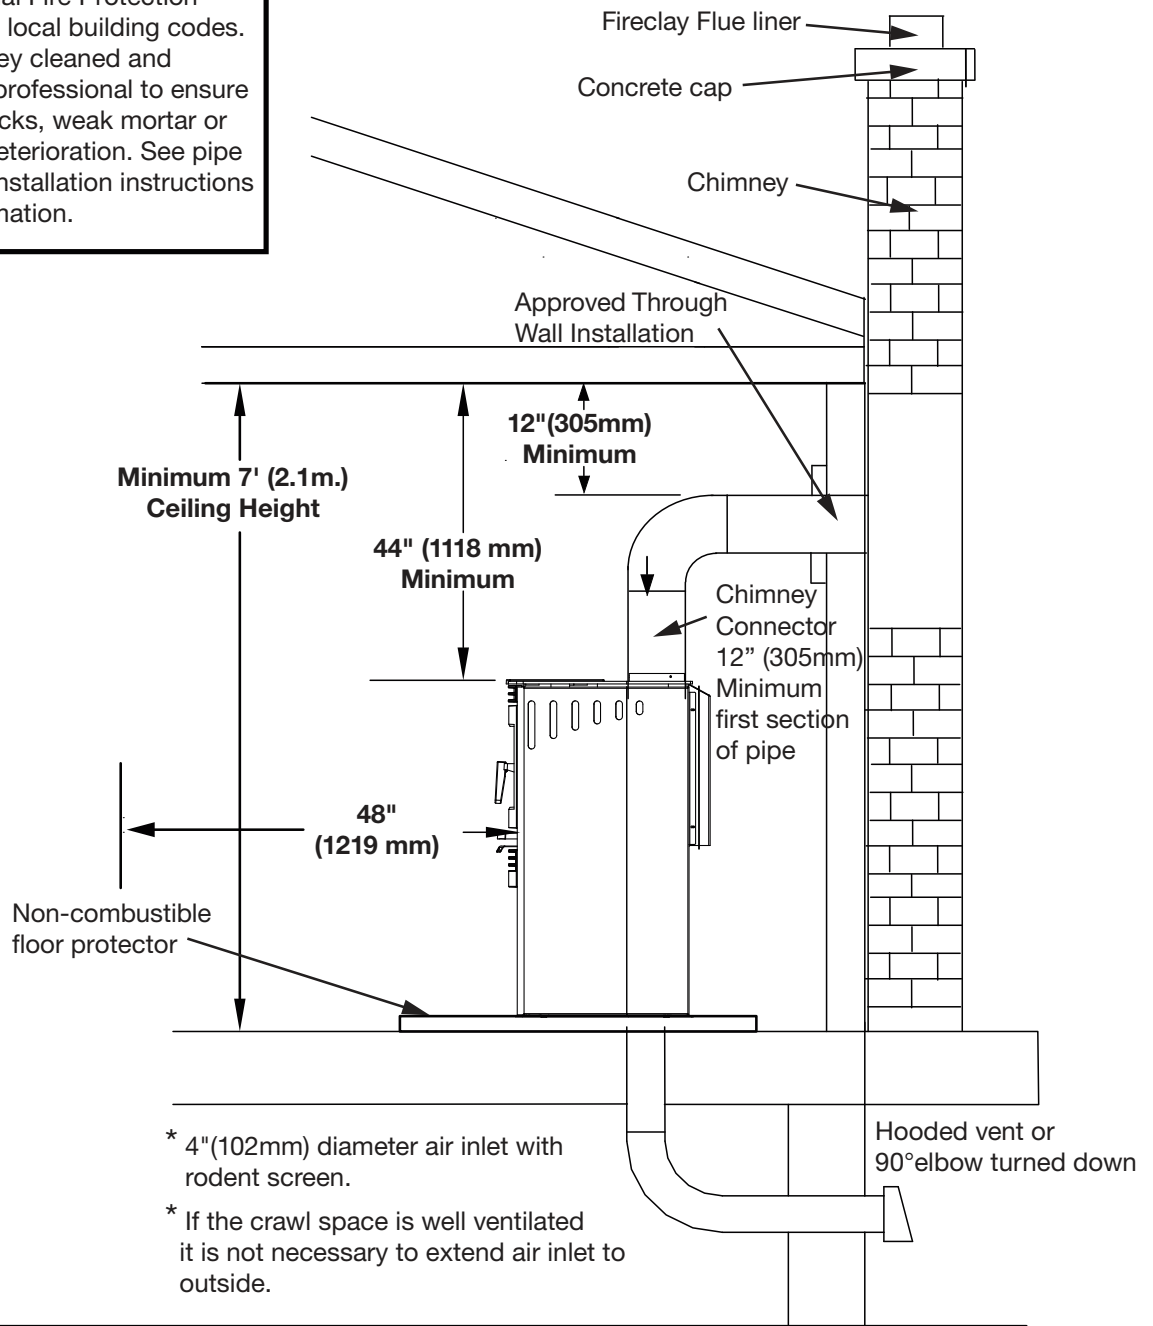 al Fire Protection
local building codes.
ey cleaned and
professional to ensure
cks, weak mortar or
eterioration. See pipe
nstallation instructions
nation.
Fireclay Flue liner
Concrete cap
Chimney
Approved Through
Wall Installation
12"(305mm)
Minimum
Minimum 7' (2.1m.)
Ceiling Height
44" (1118 mm)
Minimum
Chimney
Connector
12” (305mm)
Minimum
first section
of pipe
48"
(1219 mm)
Non-combustible
floor protector
* 4"(102mm) diameter air inlet with
rodent screen.
* If the crawl space is well ventilated
it is not necessary to extend air inlet to
outside.
Hooded vent or
90°elbow turned down